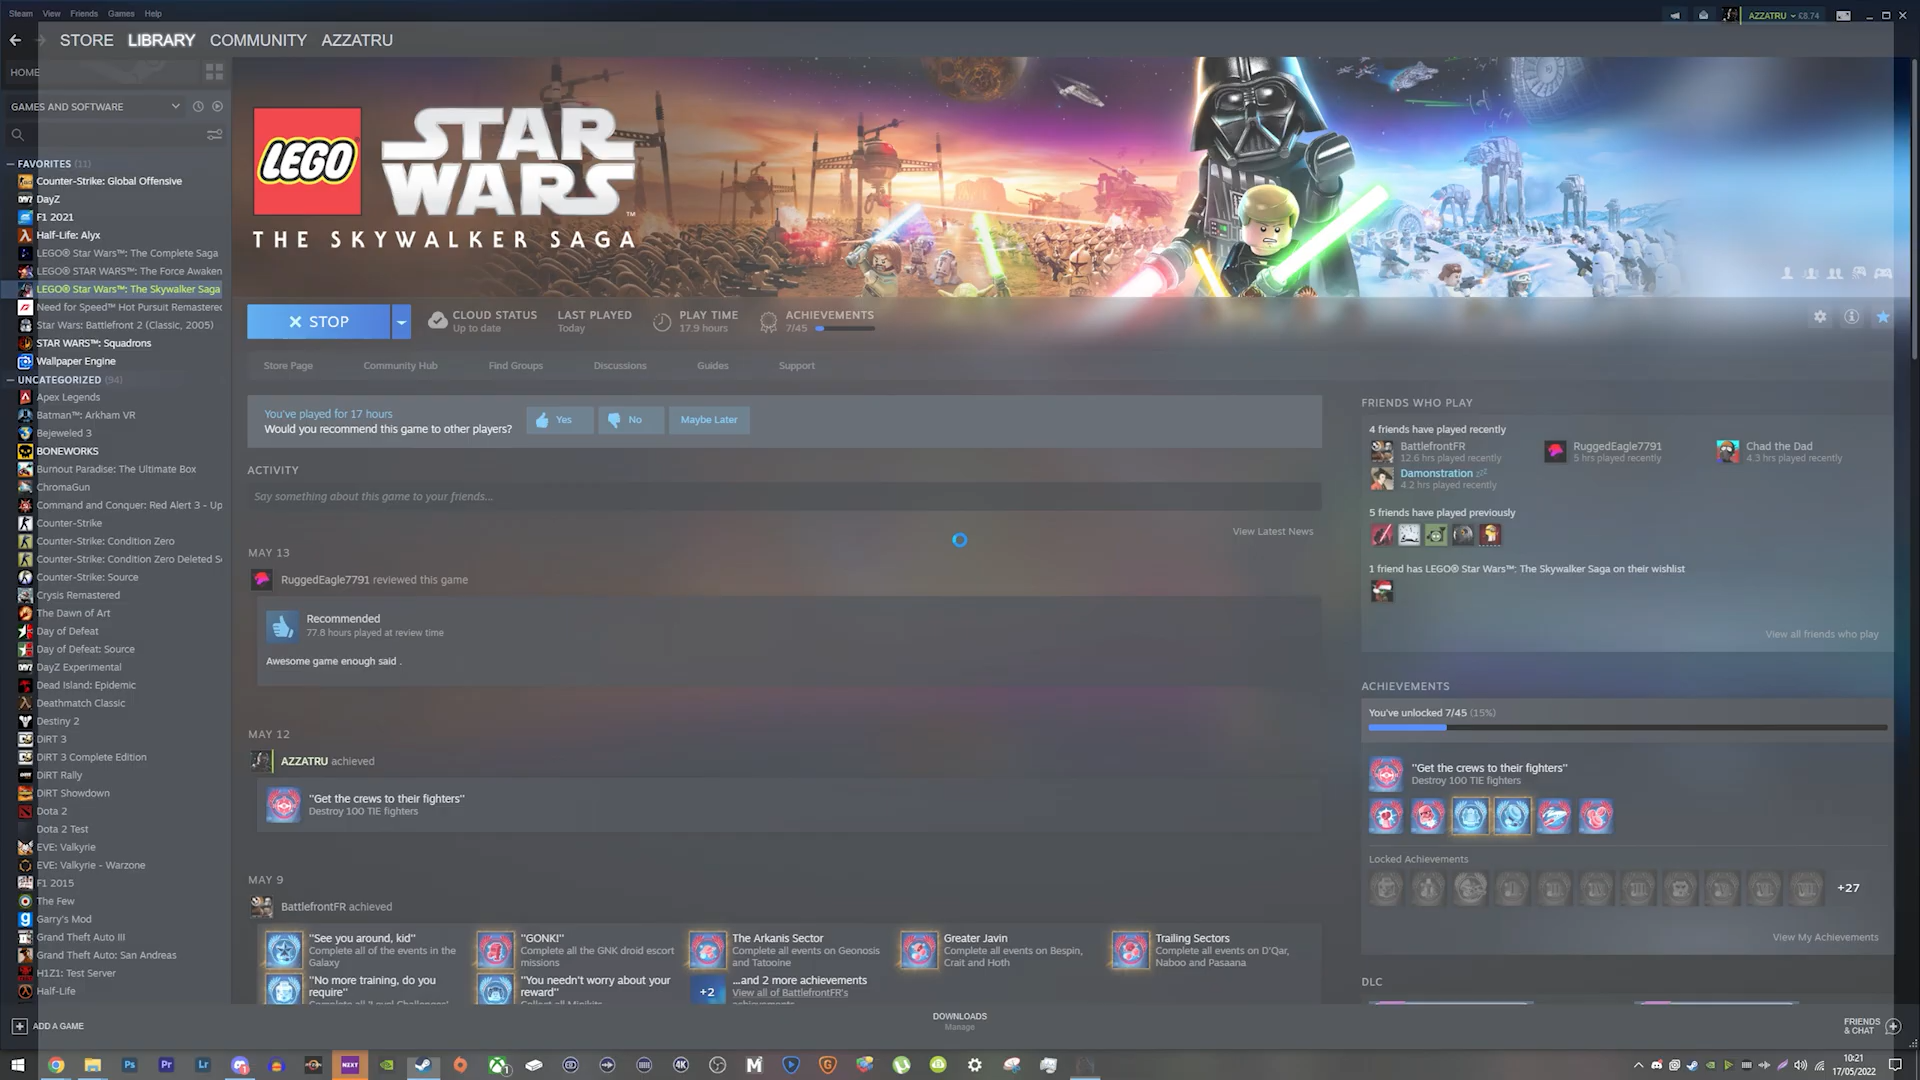 Steam View Friends Games Help
AZZATRU £8.74
STORE LIBRARY COMMUNITY AZZATRU
HOME
GAMES AND SOFTWARE
FAVORITES (11)
Counter-Strike: Global Offensive
DayZ
F1 2021
Half-Life: Alyx
LEGO® Star Wars™: The Complete Saga
LEGO® STAR WARS™: The Force Awaken
LEGO® Star Wars™: The Skywalker Saga
Need for Speed™ Hot Pursuit Remastered
Star Wars: Battlefront 2 (Classic, 2005)
STAR WARS™: Squadrons
Wallpaper Engine
UNCATEGORIZED (94)
Apex Legends
Batman™: Arkham VR
Bejeweled 3
BONEWORKS
Burnout Paradise: The Ultimate Box
ChromaGun
Command and Conquer: Red Alert 3 - Up
Counter-Strike
Counter-Strike: Condition Zero
Counter-Strike: Condition Zero Deleted S
Counter-Strike: Source
Crysis Remastered
The Dawn of Art
Day of Defeat
Day of Defeat: Source
DayZ Experimental
Dead Island: Epidemic
Deathmatch Classic
Destiny 2
DiRT 3
DiRT 3 Complete Edition
DiRT Rally
DiRT Showdown
Dota 2
Dota 2 Test
EVE: Valkyrie
EVE: Valkyrie - Warzone
F1 2015
The Few
Garry's Mod
Grand Theft Auto III
Grand Theft Auto: San Andreas
H1Z1: Test Server
Half-Life
ADD A GAME
LEGO STAR WARS™
THE SKYWALKER SAGA
STOP
CLOUD STATUS
Up to date
LAST PLAYED
Today
PLAY TIME
17.9 hours
ACHIEVEMENTS
7/45
Store Page Community Hub Find Groups Discussions Guides Support
You've played for 17 hours
Would you recommend this game to other players?
Yes No Maybe Later
ACTIVITY
Say something about this game to your friends...
View Latest News
MAY 13
RuggedEagle7791 reviewed this game
Recommended
77.8 hours played at review time
Awesome game enough said .
MAY 12
AZZATRU achieved
"Get the crews to their fighters"
Destroy 100 TIE fighters
MAY 9
BattlefrontFR achieved
"See you around, kid"
Complete all of the events in the
Galaxy
"GONK!"
Complete all the GNK droid escort
missions
The Arkanis Sector
Complete all events on Geonosis
and Tatooine
Greater Javin
Complete all events on Bespin,
Crait and Hoth
Trailing Sectors
Complete all events on D'Qar,
Naboo and Pasaana
"No more training, do you
require"
Complete all 'Level Challenges'
"You needn't worry about your
reward"
Collect all Minikits
+2
...and 2 more achievements
View all of BattlefrontFR's
achievements
FRIENDS WHO PLAY
4 friends have played recently
BattlefrontFR
12.6 hrs played recently
RuggedEagle7791
5 hrs played recently
Chad the Dad
4.3 hrs played recently
Damonstration zzz
4.2 hrs played recently
5 friends have played previously
1 friend has LEGO® Star Wars™: The Skywalker Saga on their wishlist
View all friends who play
ACHIEVEMENTS
You've unlocked 7/45 (15%)
"Get the crews to their fighters"
Destroy 100 TIE fighters
Locked Achievements
+27
View My Achievements
DLC
DOWNLOADS
Manage
FRIENDS
& CHAT
Ps Pr Lr NEXT 4K M G
10:21
17/05/2022